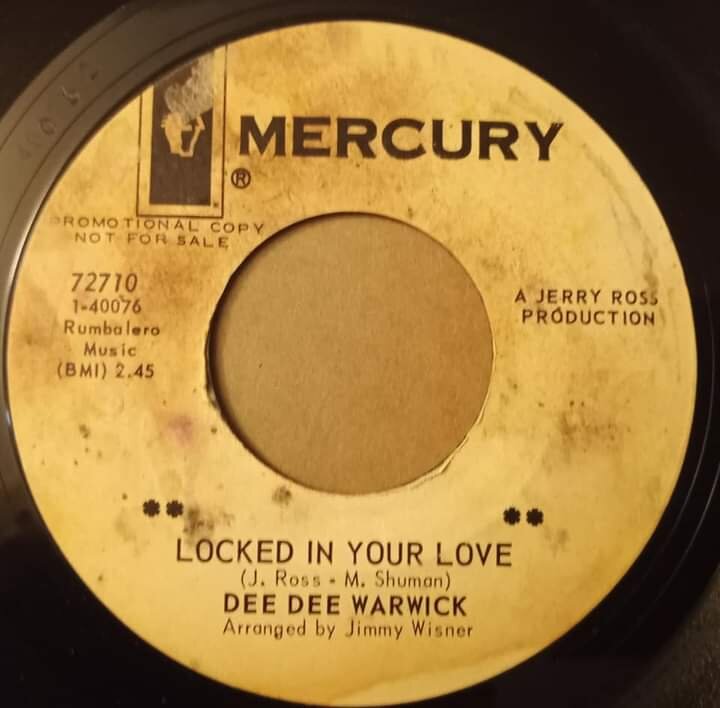 MERCURY
®
PROMOTIONAL COPY
NOT FOR SALE
72710
1-40076
Rumbalero
Music
(BMI) 2.45
A JERRY ROSS
PRODUCTION
** **
LOCKED IN YOUR LOVE
(J. Ross - M. Shuman)
DEE DEE WARWICK
Arranged by Jimmy Wisner